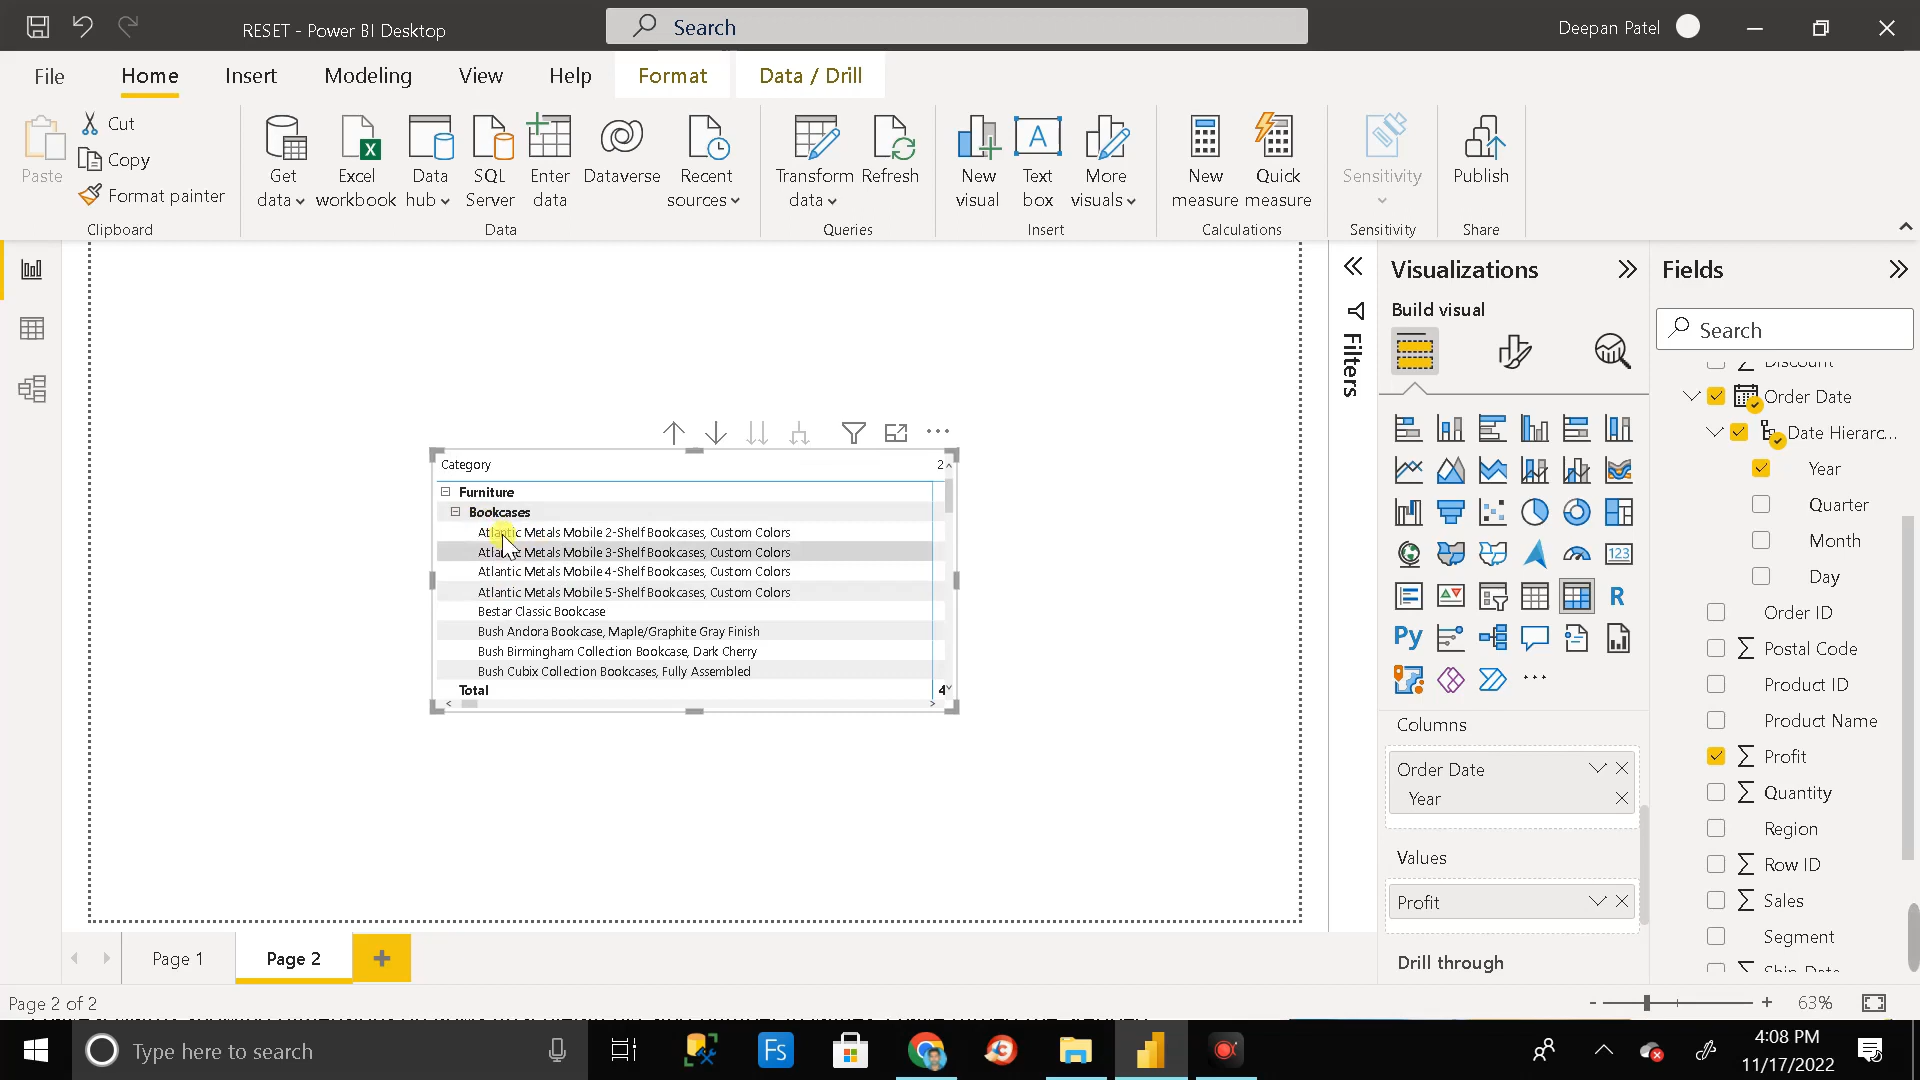 RESET - Power BI Desktop
Search
Deepan Patel
File
Home
Insert
Modeling
View
Help
Format
Data / Drill
Paste
Cut
Copy
Format painter
Clipboard
Get data
Excel workbook
Data hub
SQL Server
Enter data
Dataverse
Recent sources
Data
Transform data
Refresh
Queries
New visual
Text box
More visuals
Insert
New measure
Quick measure
Calculations
Sensitivity
Sensitivity
Publish
Share
Category 2
Furniture
Bookcases
Atlantic Metals Mobile 2-Shelf Bookcases, Custom Colors
Atlantic Metals Mobile 3-Shelf Bookcases, Custom Colors
Atlantic Metals Mobile 4-Shelf Bookcases, Custom Colors
Atlantic Metals Mobile 5-Shelf Bookcases, Custom Colors
Bestar Classic Bookcase
Bush Andora Bookcase, Maple/Graphite Gray Finish
Bush Birmingham Collection Bookcase, Dark Cherry
Bush Cubix Collection Bookcases, Fully Assembled
Total 4
Filters
Visualizations
Build visual
123
R
Py
Columns
Order Date
Year
Values
Profit
Drill through
Fields
Search
Discount
Order Date
Date Hierarc...
Year
Quarter
Month
Day
Order ID
Postal Code
Product ID
Product Name
Profit
Quantity
Region
Row ID
Sales
Segment
Ship Date
Page 1
Page 2
Page 2 of 2
63%
Type here to search
Fs
4:08 PM
11/17/2022